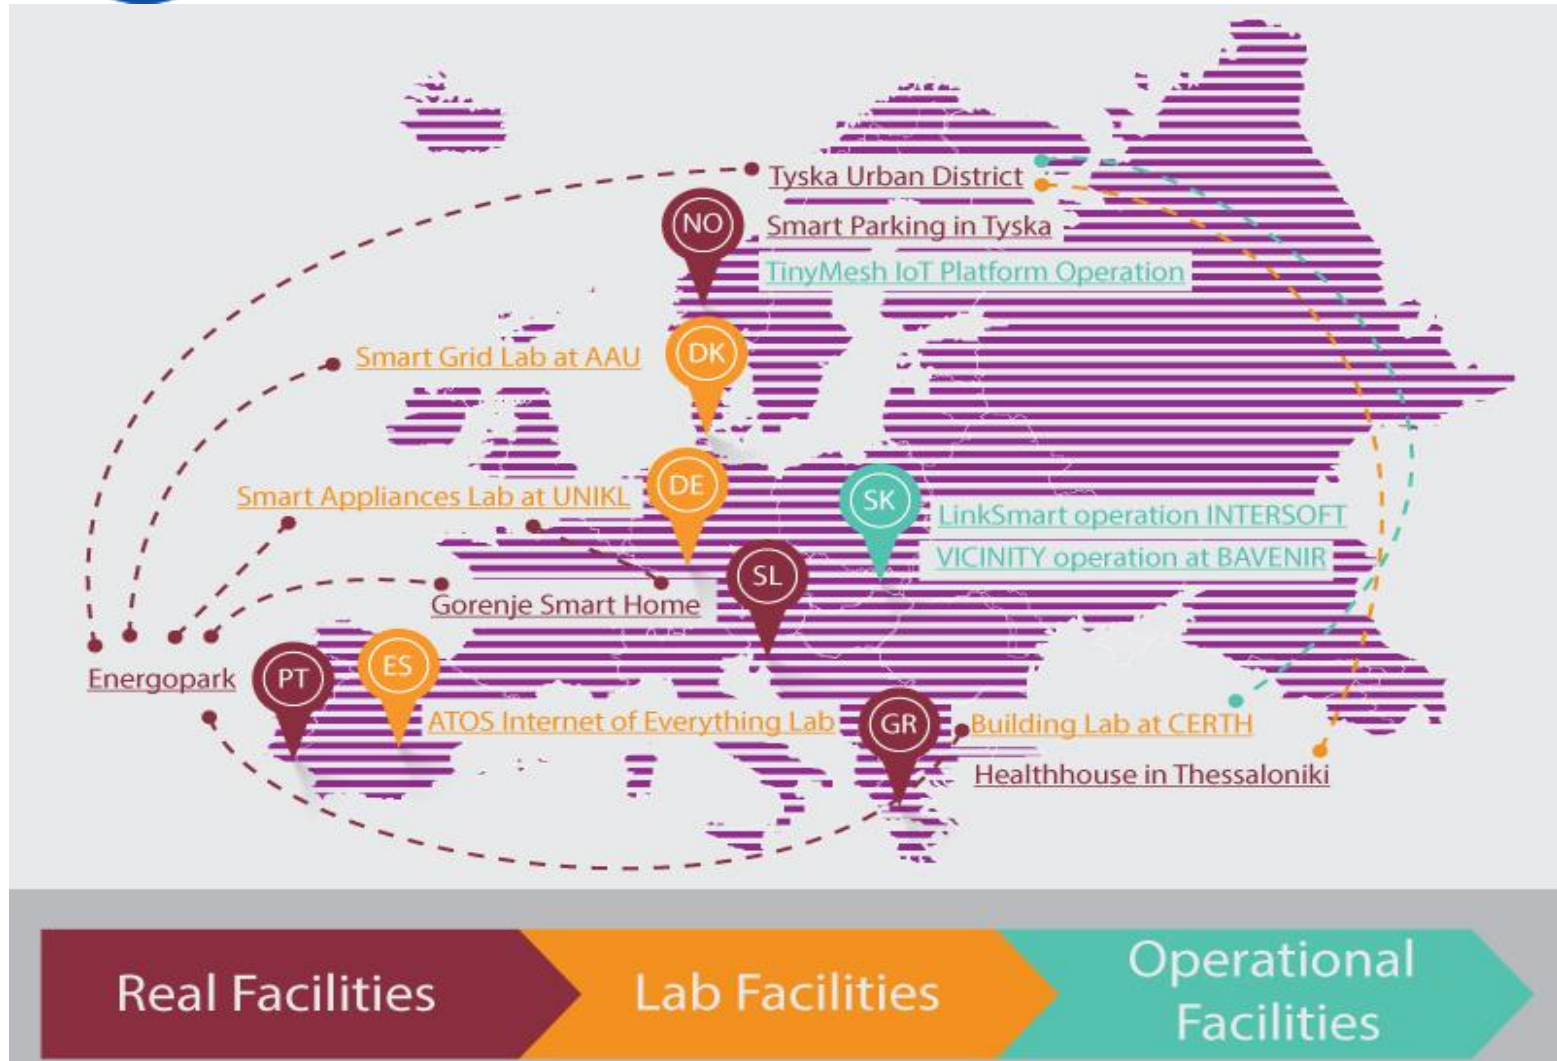 Tyska Urban District
NO
Smart Parking in Tyska
TinyMesh IoT Platform Operation
Smart Grid Lab at AAU
DK
Smart Appliances Lab at UNIKL
DE
SK
LinkSmart operation INTERSOFT
VICINITY operation at BAVENIR
SL
Gorenje Smart Home
Energopark
PT
ES
ATOS Internet of Everything Lab
GR
Building Lab at CERTH
Healthhouse in Thessaloniki
Real Facilities
Lab Facilities
Operational
Facilities